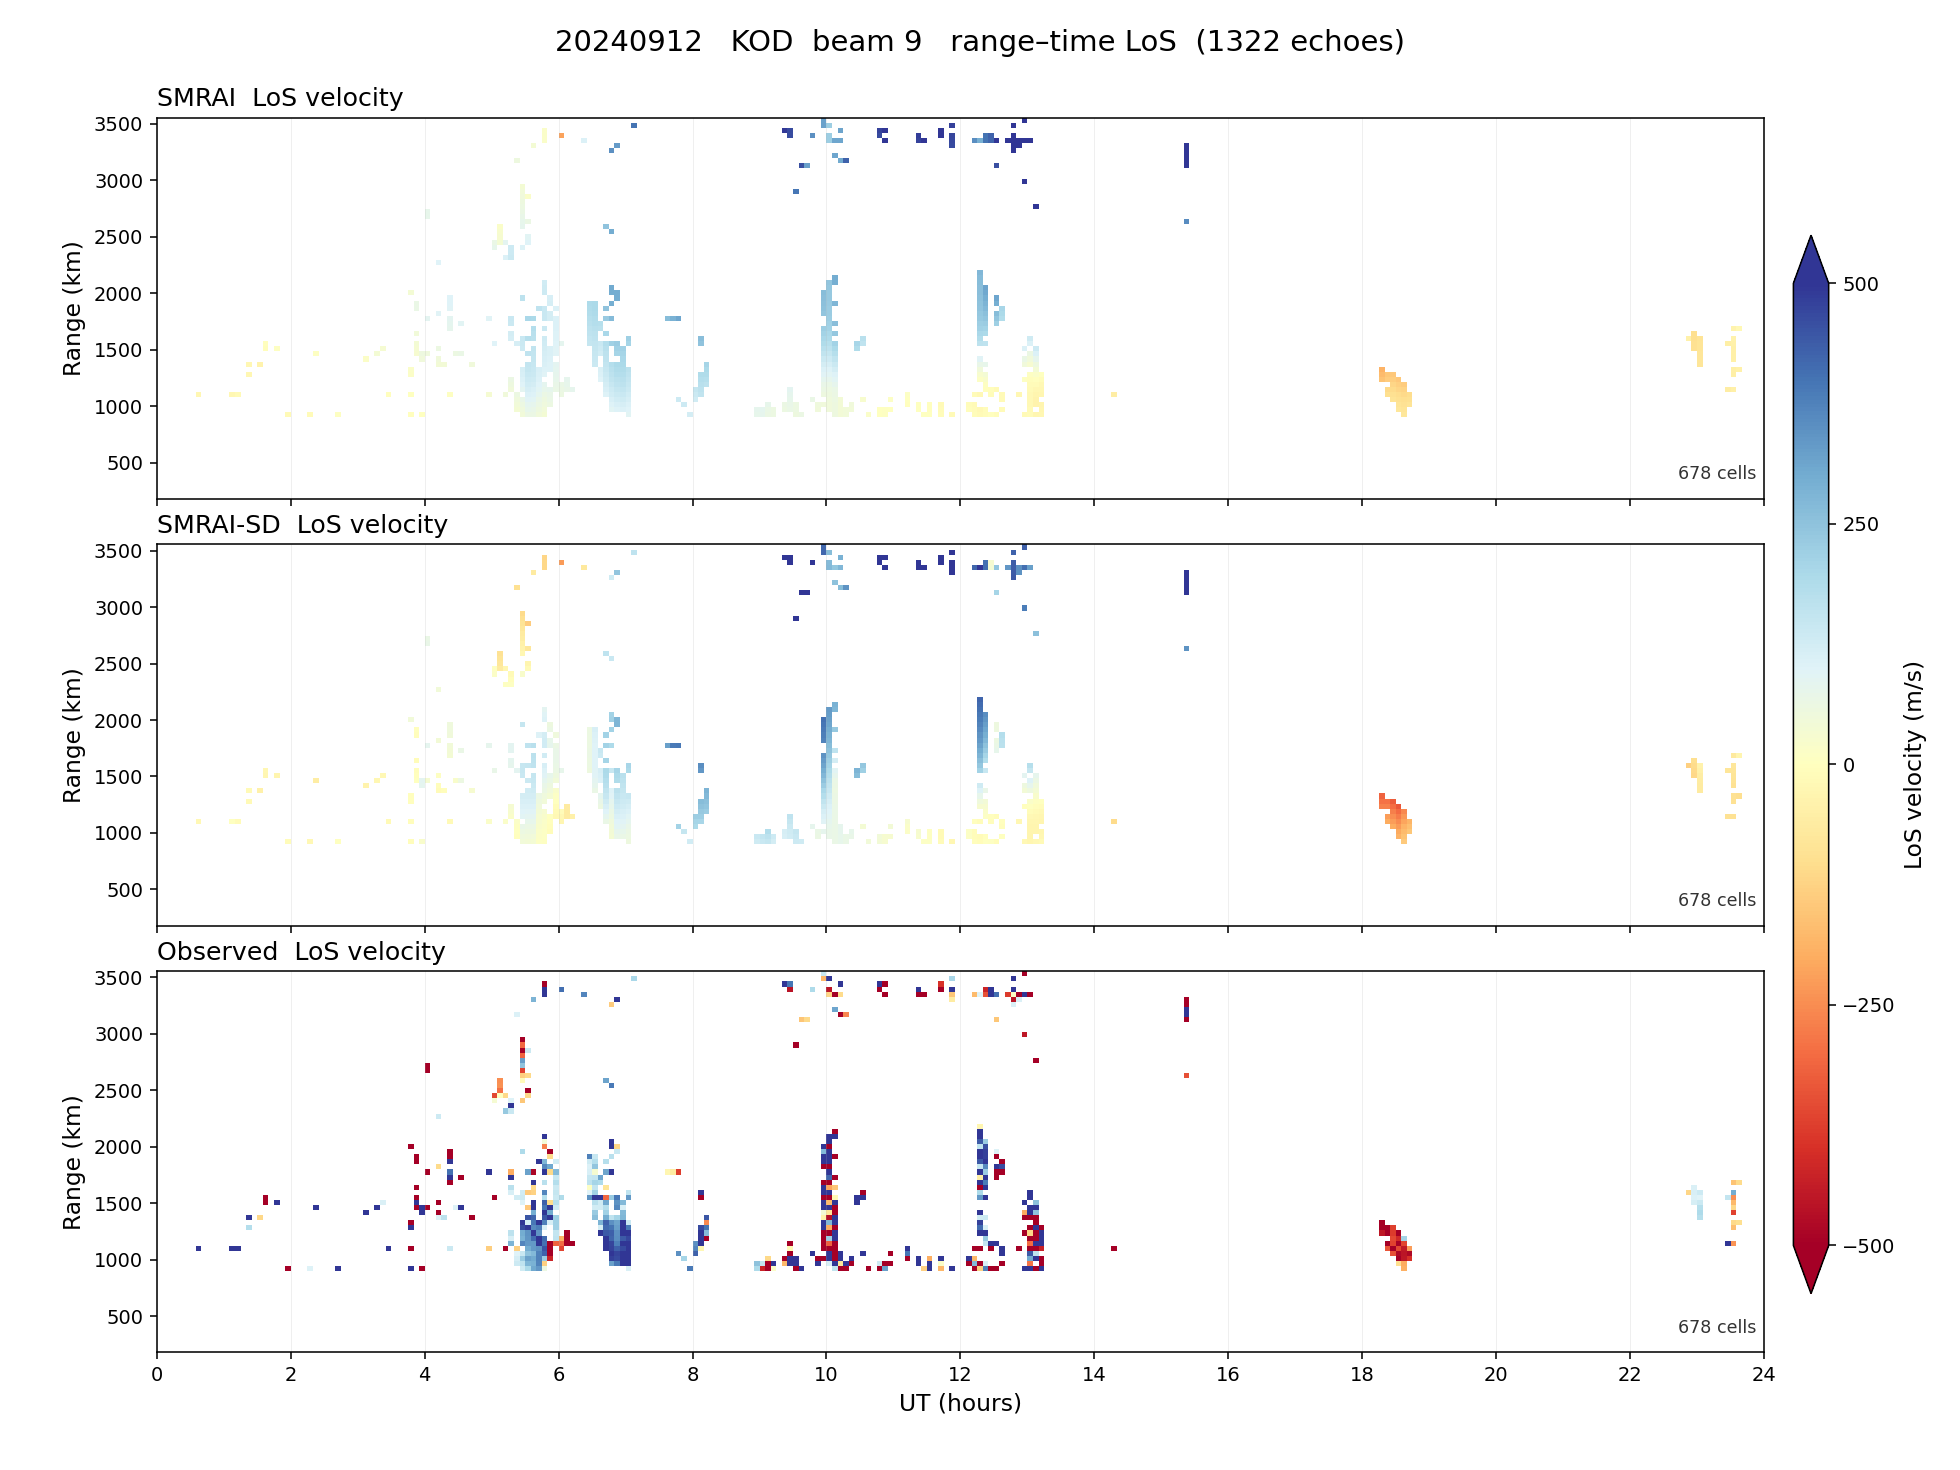 20240912   KOD  beam 9   range–time LoS  (1322 echoes)
SMRAI  LoS velocity
3500
3000
2500
2000
1500
1000
500
Range (km)
678 cells
SMRAI-SD  LoS velocity
3500
3000
2500
2000
1500
1000
500
Range (km)
678 cells
Observed  LoS velocity
3500
3000
2500
2000
1500
1000
500
Range (km)
678 cells
0 2 4 6 8 10 12 14 16 18 20 22 24
UT (hours)
500
250
0
−250
−500
LoS velocity (m/s)